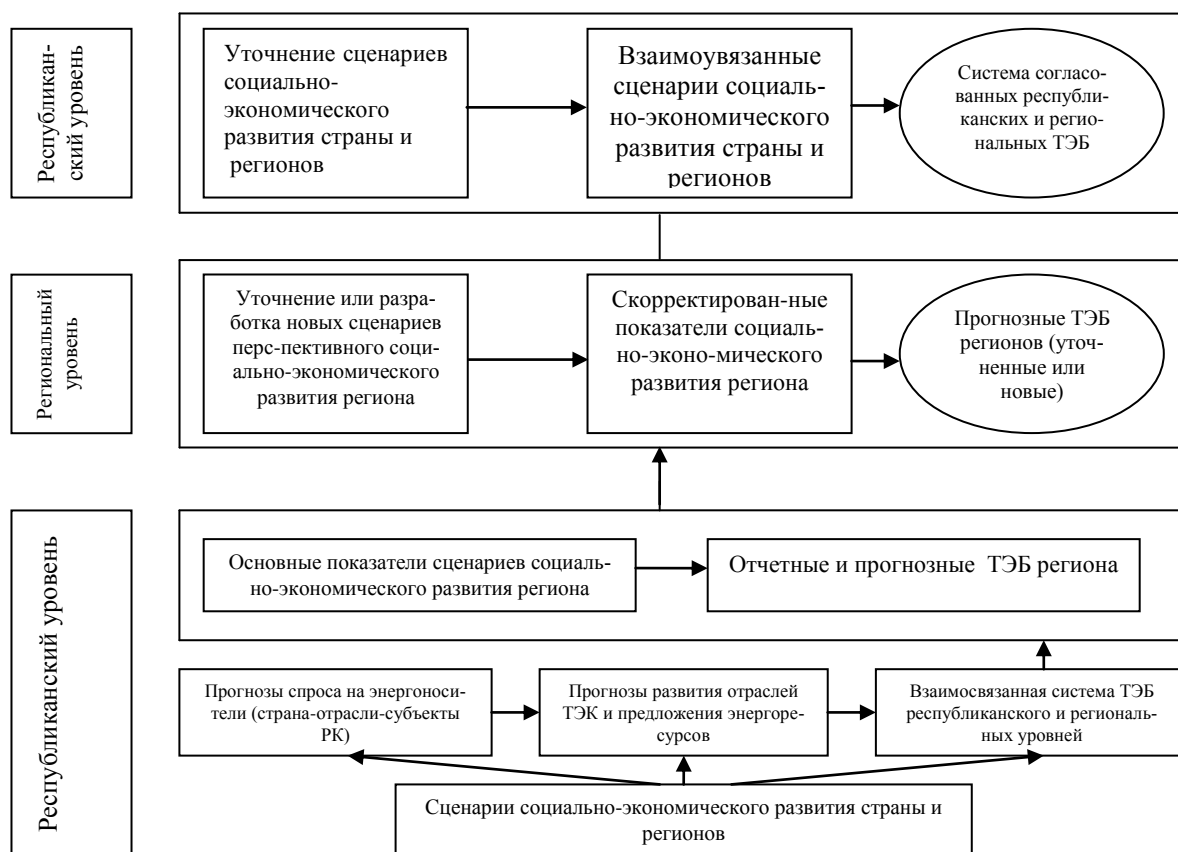 Республикан-
ский уровень
Уточнение сценариев
социально-
экономического
развития страны и
регионов
Взаимоувязанные
сценарии социаль-
но-экономического
развития страны и
регионов
Система согласо-
ванных республи-
канских и регио-
нальных ТЭБ
Региональный
уровень
Уточнение или разра-
ботка новых сценариев
перс-пективного соци-
ально-экономического
развития региона
Скорректирован-ные
показатели социаль-
но-эконо-мического
развития региона
Прогнозные ТЭБ
регионов (уточ-
ненные или
новые)
Республиканский уровень
Основные показатели сценариев социаль-
но-экономического развития региона
Отчетные и прогнозные ТЭБ региона
Прогнозы спроса на энергоноси-
тели (страна-отрасли-субъекты
РК)
Прогнозы развития отраслей
ТЭК и предложения энергоре-
сурсов
Взаимосвязанная система ТЭБ
республиканского и региональ-
ных уровней
Сценарии социально-экономического развития страны и
регионов